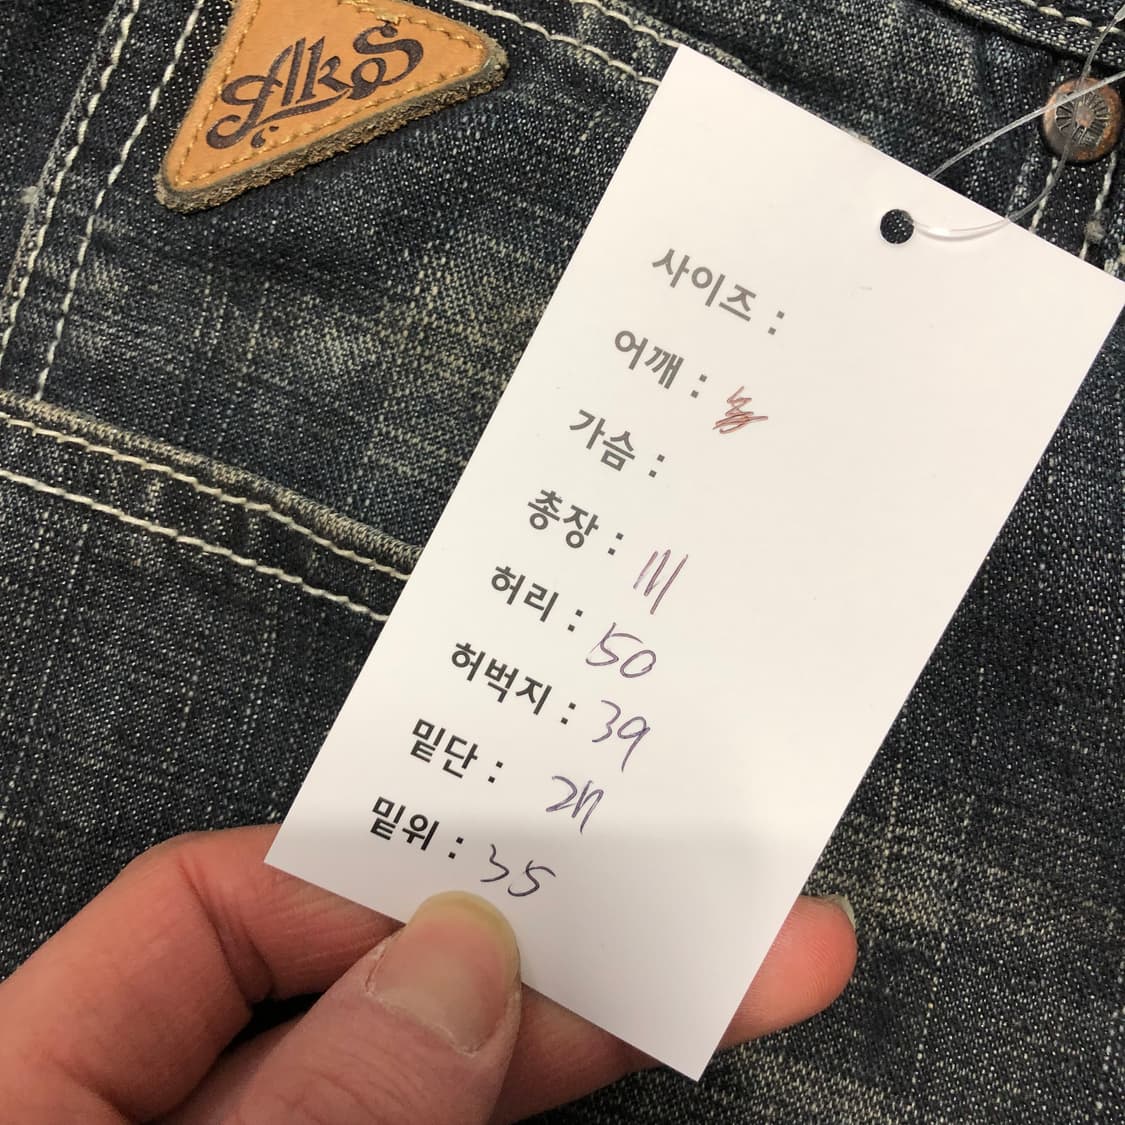 AkS
사이즈 :
어깨 :
가슴 :
총장 : 111
허리 : 50
허벅지 : 39
밑단 : 27
밑위 : 35